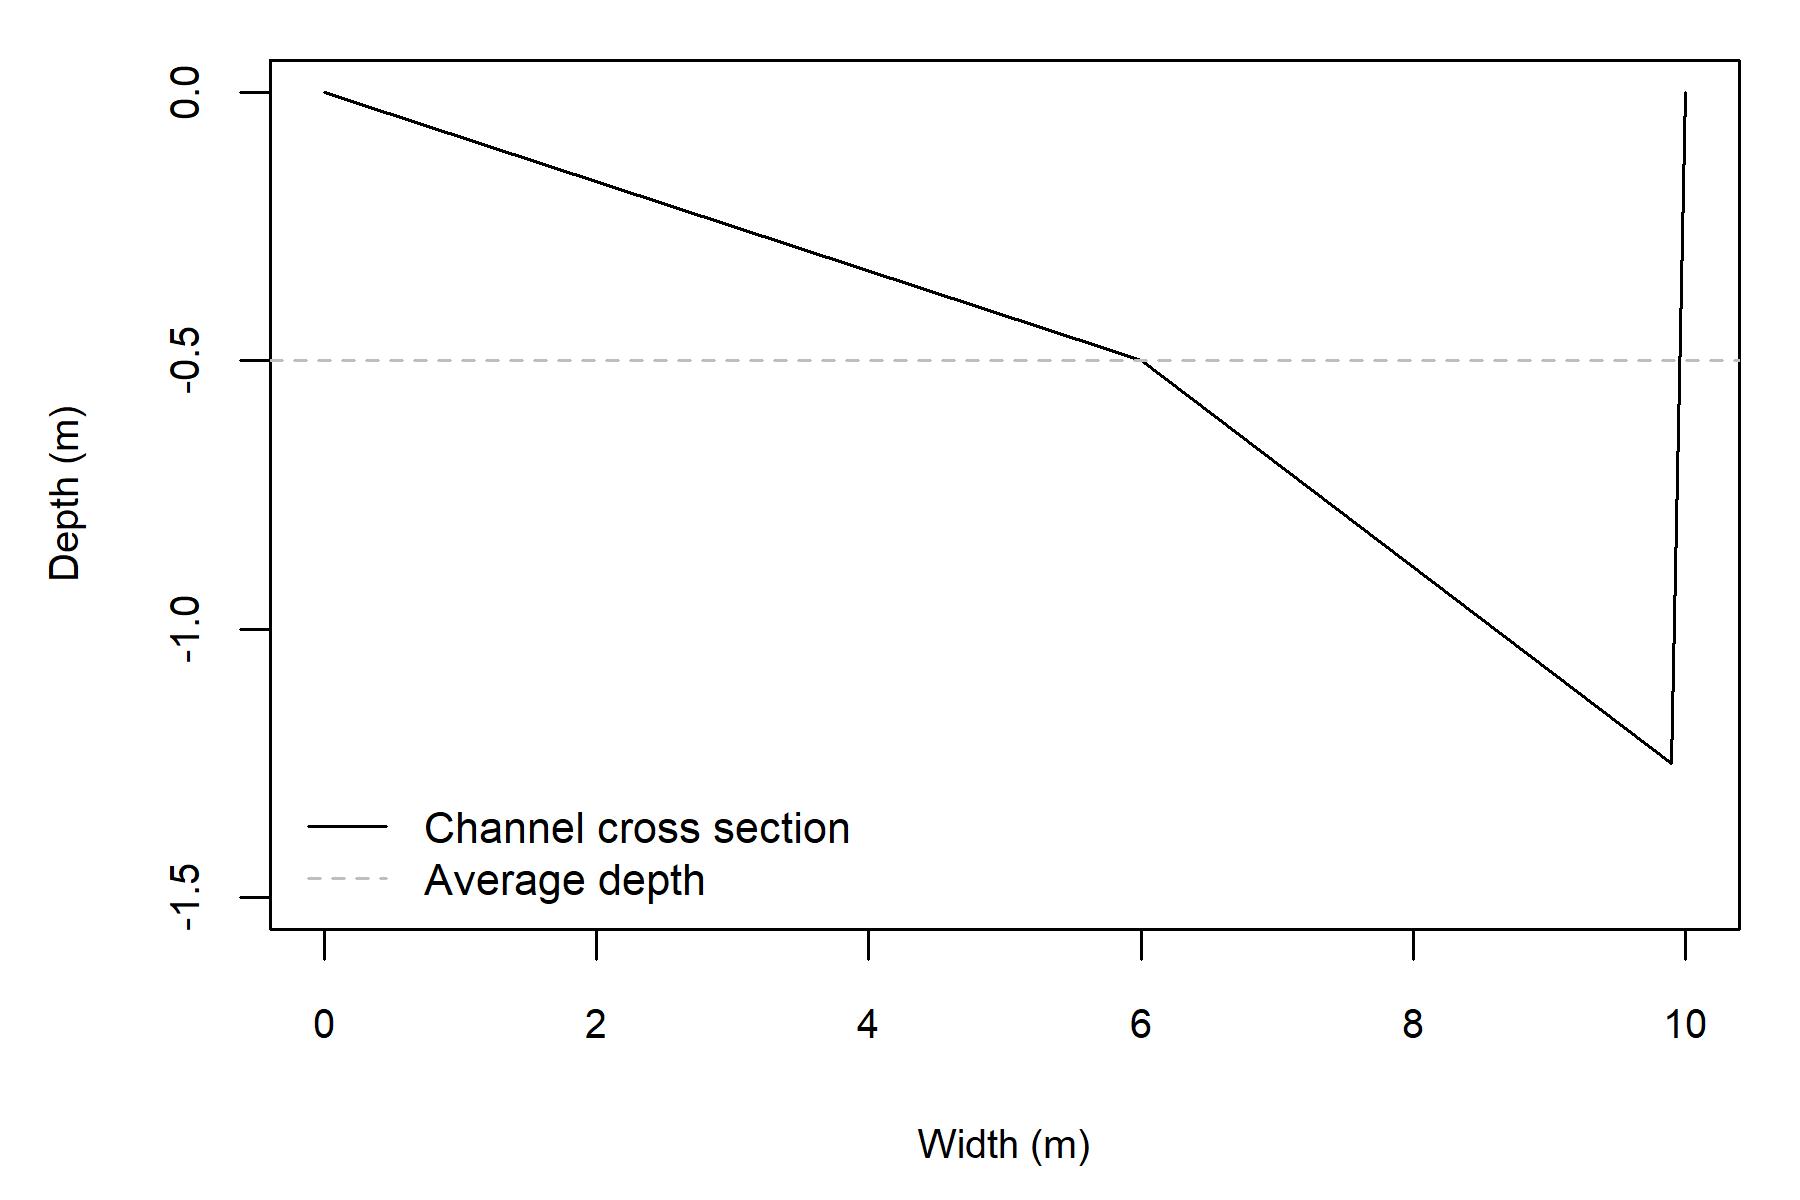 0.0
-0.5
-1.0
-1.5
Depth (m)
Channel cross section
Average depth
0 2 4 6 8 10
Width (m)